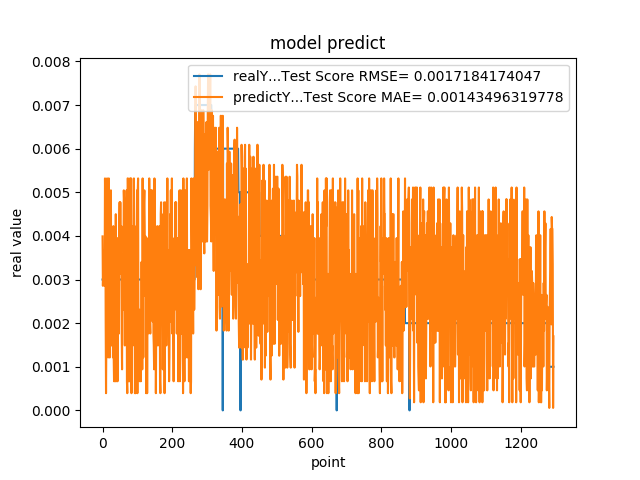 model predict
realY...Test Score RMSE= 0.0017184174047
predictY...Test Score MAE= 0.00143496319778
0.008
0.007
0.006
0.005
0.004
0.003
0.002
0.001
0.000
real value
0 200 400 600 800 1000 1200
point